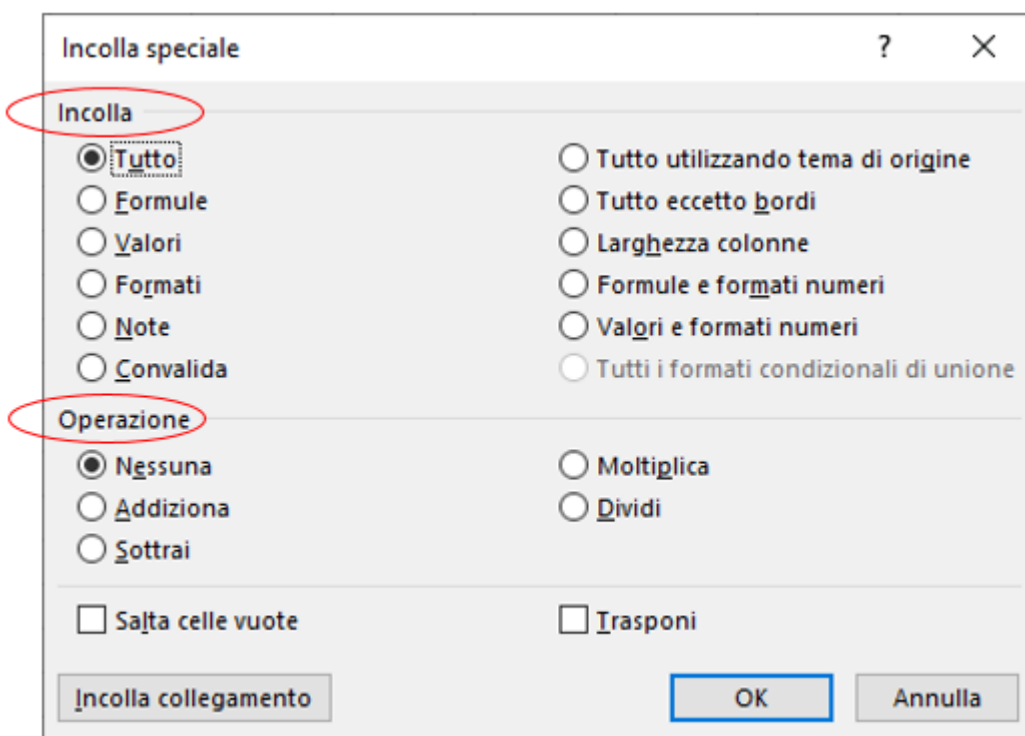 Incolla speciale ?
Incolla
Tutto
Tutto utilizzando tema di origine
Formule
Tutto eccetto bordi
Valori
Larghezza colonne
Formati
Formule e formati numeri
Note
Valori e formati numeri
Convalida
Tutti i formati condizionali di unione
Operazione
Nessuna
Moltiplica
Addiziona
Dividi
Sottrai
Salta celle vuote
Trasponi
Incolla collegamento
OK
Annulla